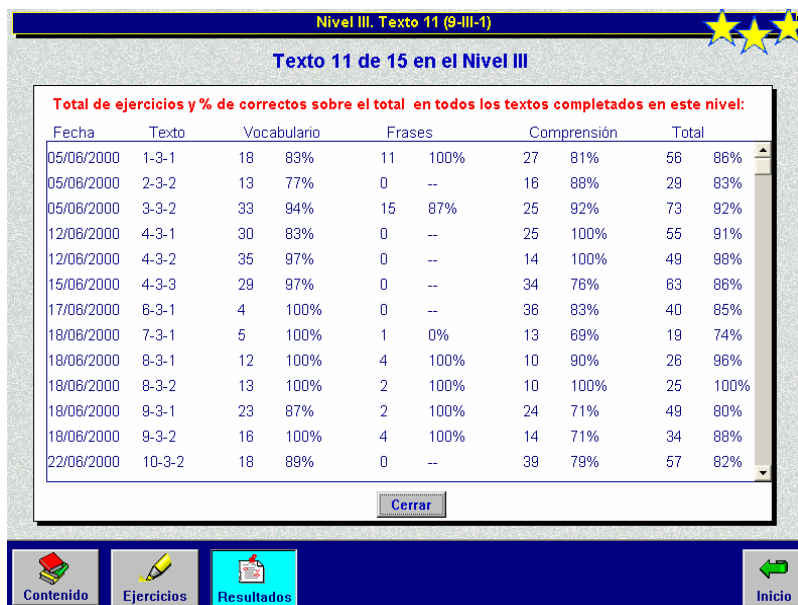 Nivel III. Texto 11 (9-III-1)
Texto 11 de 15 en el Nivel III
Total de ejercicios y % de correctos sobre el total en todos los textos completados en este nivel:
Fecha Texto Vocabulario Frases Comprensión Total
05/06/2000 1-3-1 18 83% 11 100% 27 81% 56 86%
05/06/2000 2-3-2 13 77% 0 -- 16 88% 29 83%
05/06/2000 3-3-2 33 94% 15 87% 25 92% 73 92%
12/06/2000 4-3-1 30 83% 0 -- 25 100% 55 91%
12/06/2000 4-3-2 35 97% 0 -- 14 100% 49 98%
15/06/2000 4-3-3 29 97% 0 -- 34 76% 63 86%
17/06/2000 6-3-1 4 100% 0 -- 36 83% 40 85%
18/06/2000 7-3-1 5 100% 1 0% 13 69% 19 74%
18/06/2000 8-3-1 12 100% 4 100% 10 90% 26 96%
18/06/2000 8-3-2 13 100% 2 100% 10 100% 25 100%
18/06/2000 9-3-1 23 87% 2 100% 24 71% 49 80%
18/06/2000 9-3-2 16 100% 4 100% 14 71% 34 88%
22/06/2000 10-3-2 18 89% 0 -- 39 79% 57 82%
Cerrar
Contenido Ejercicios Resultados Inicio